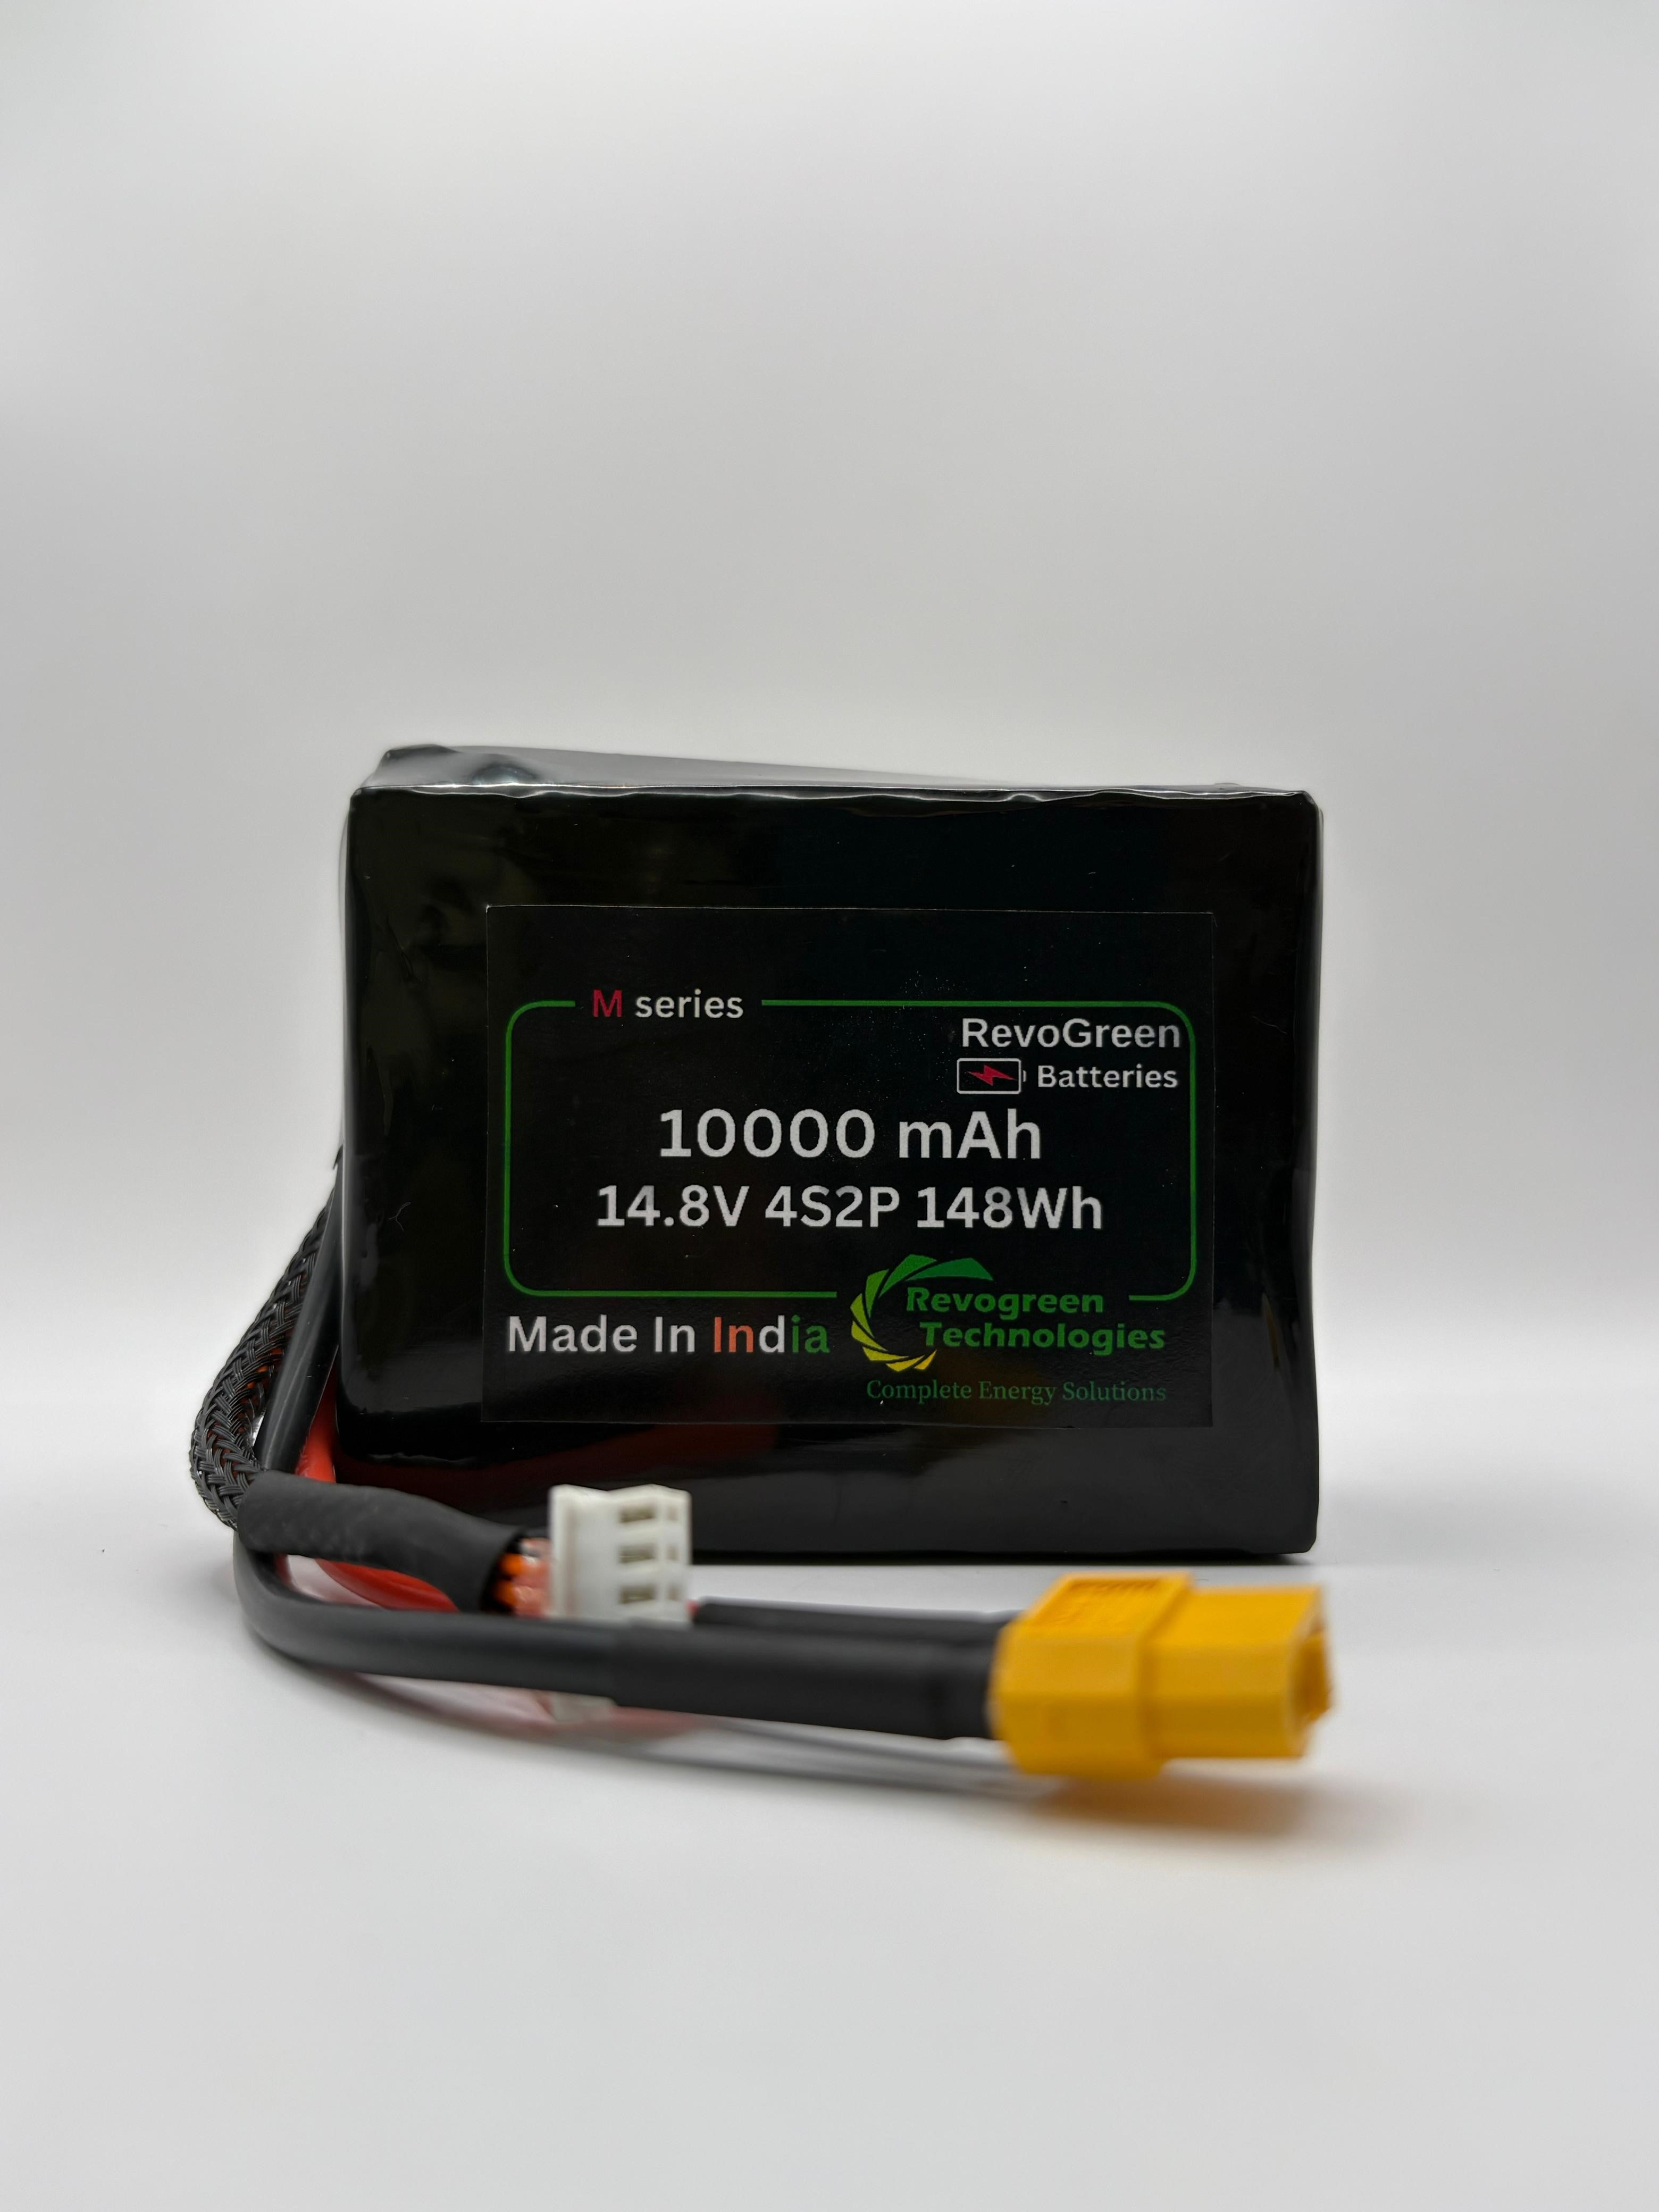 M series
RevoGreen
Batteries
10000 mAh
14.8V 4S2P 148Wh
Made In India
Revogreen
Technologies
Complete Energy Solutions